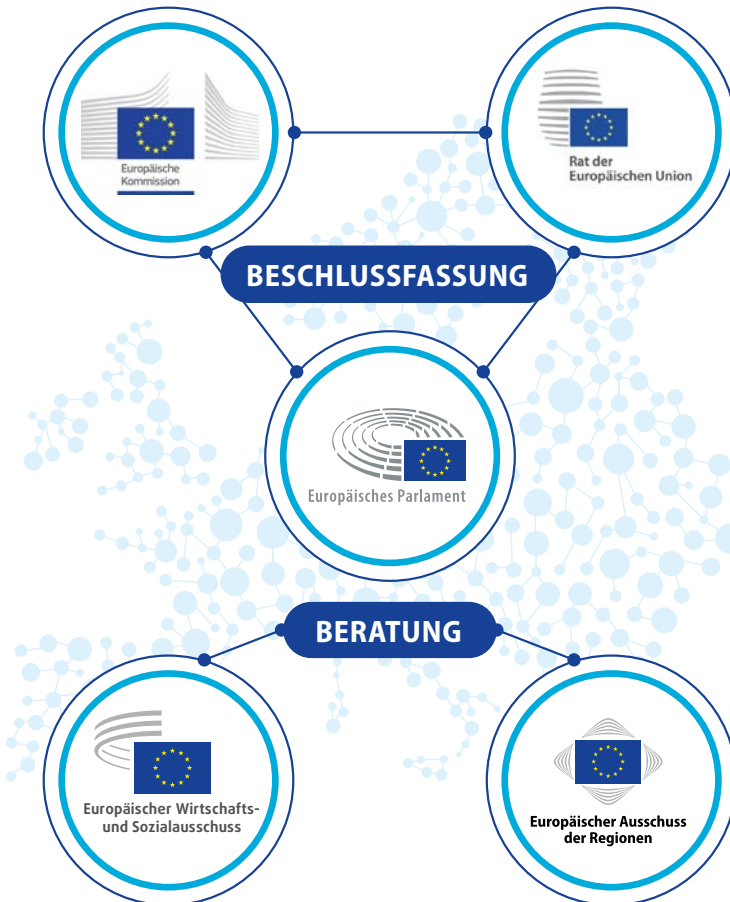 Europäische
Kommission
Rat der
Europäischen Union
BESCHLUSSFASSUNG
Europäisches Parlament
BERATUNG
Europäischer Wirtschafts-
und Sozialausschuss
Europäischer Ausschuss
der Regionen